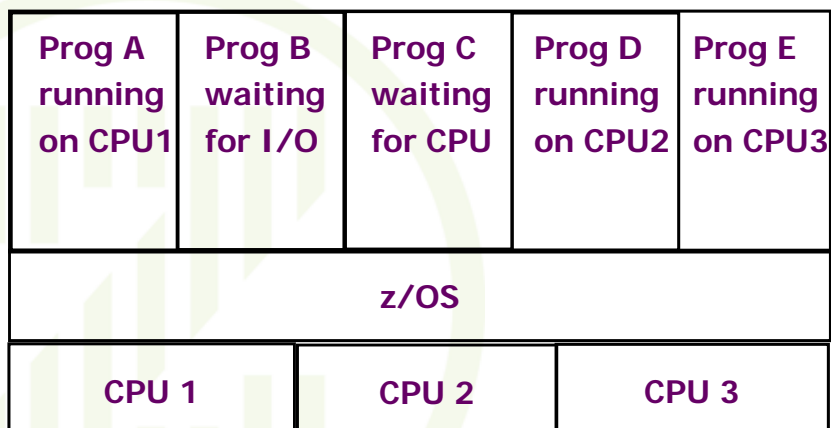 Prog A
running
on CPU1
Prog B
waiting
for I/O
Prog C
waiting
for CPU
Prog D
running
on CPU2
Prog E
running
on CPU3
z/OS
CPU 1
CPU 2
CPU 3